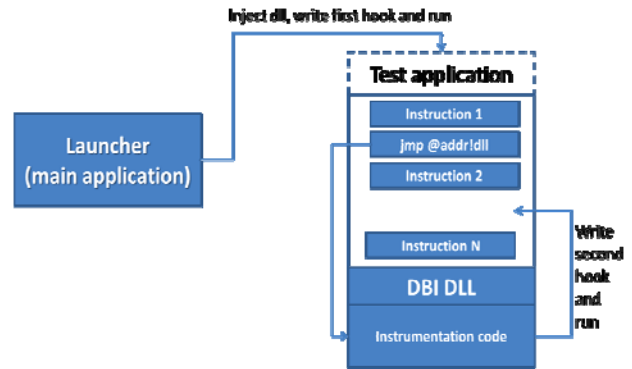 Inject dll, write first hook and run
Test application
Instruction 1
Launcher
(main application)
jmp @addr!dll
Instruction 2
Instruction N
Write
second
hook
and
run
DBI DLL
Instrumentation code